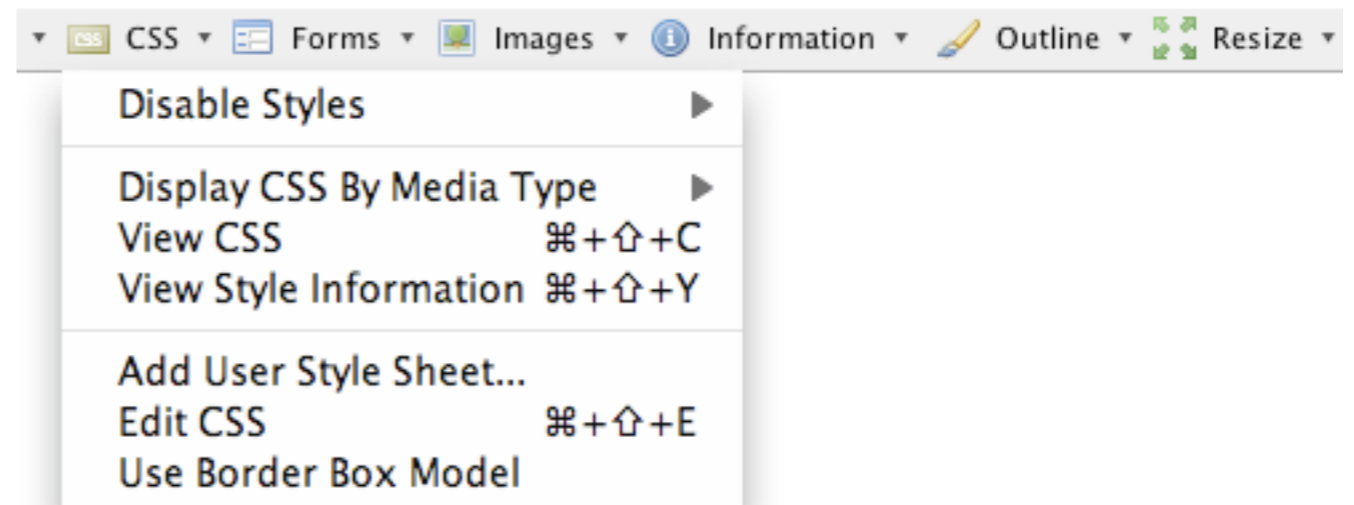 CSS CSS Forms Images Information Outline Resize
Disable Styles
Display CSS By Media Type
View CSS ⌘+⇧+C
View Style Information ⌘+⇧+Y
Add User Style Sheet...
Edit CSS ⌘+⇧+E
Use Border Box Model